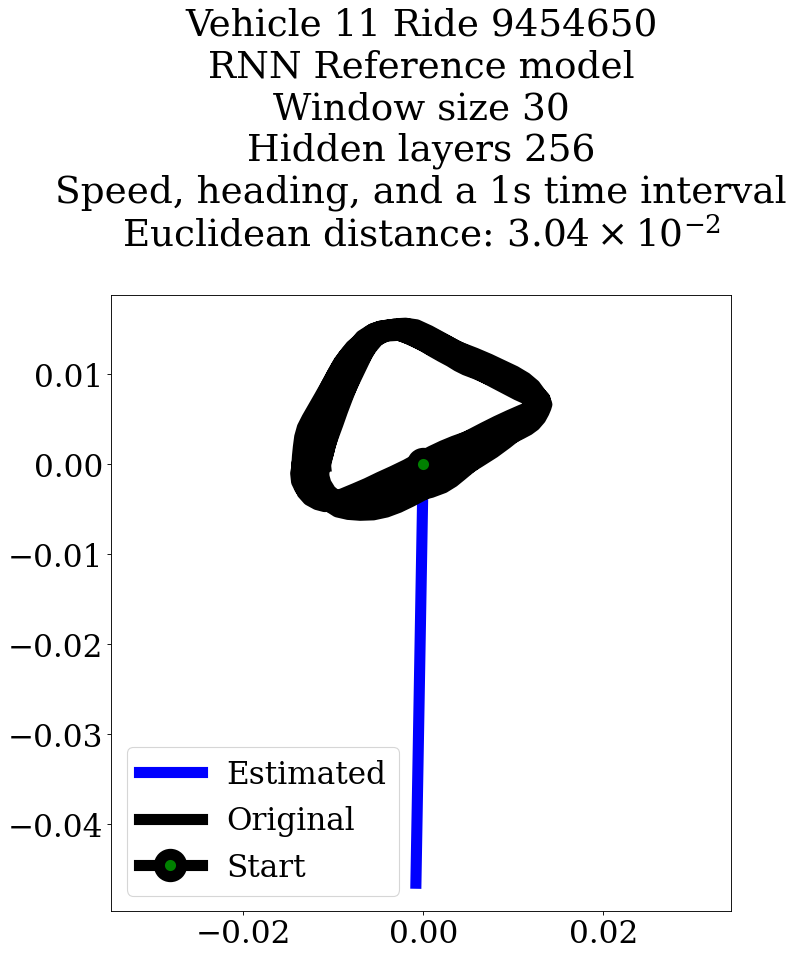 Vehicle 11 Ride 9454650
RNN Reference model
Window size 30
Hidden layers 256
Speed, heading, and a 1s time interval
Euclidean distance: 3.04 × 10⁻²
0.01
0.00
−0.01
−0.02
−0.03
−0.04
Estimated
Original
Start
−0.02 0.00 0.02